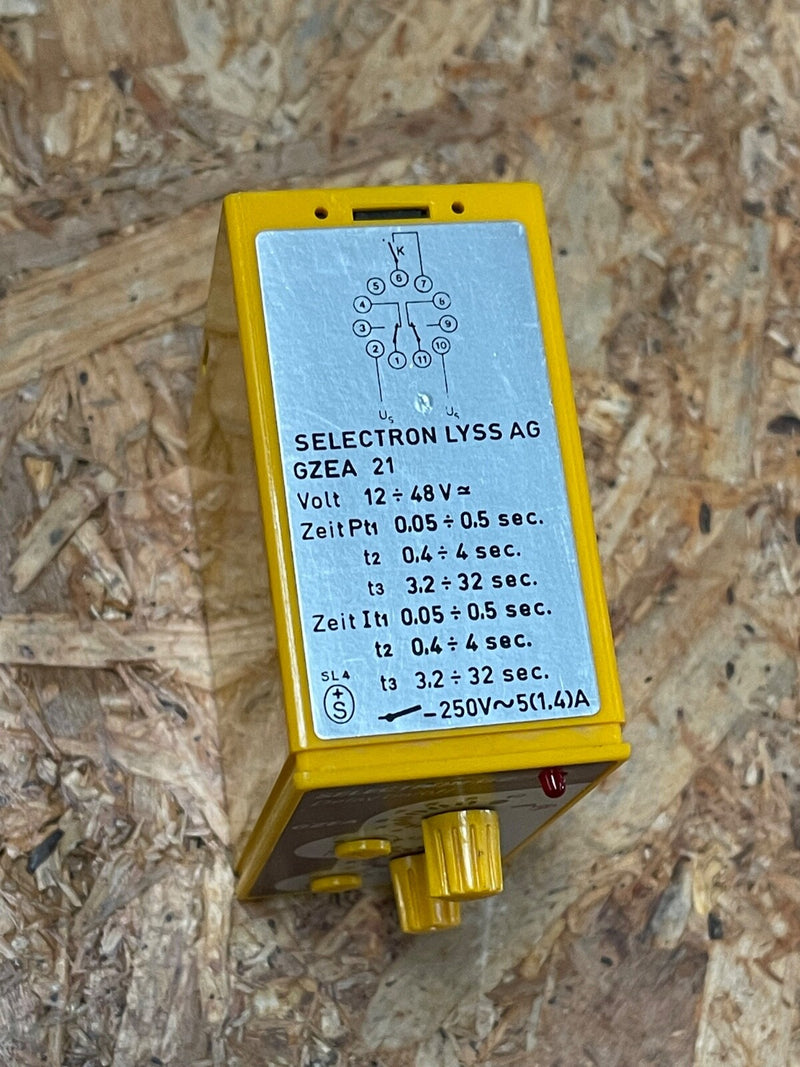 K
5 6 7
4 8
3 9
2 10
1 11
Us Us
SELECTRON LYSS AG
GZEA 21
Volt 12 ÷ 48 V ≃
Zeit P t1 0,05 ÷ 0,5 sec.
t2 0,4 ÷ 4 sec.
t3 3,2 ÷ 32 sec.
Zeit I t1 0,05 ÷ 0,5 sec.
t2 0,4 ÷ 4 sec.
t3 3,2 ÷ 32 sec.
SL4
+S
250V~5(1.4)A
GZEA